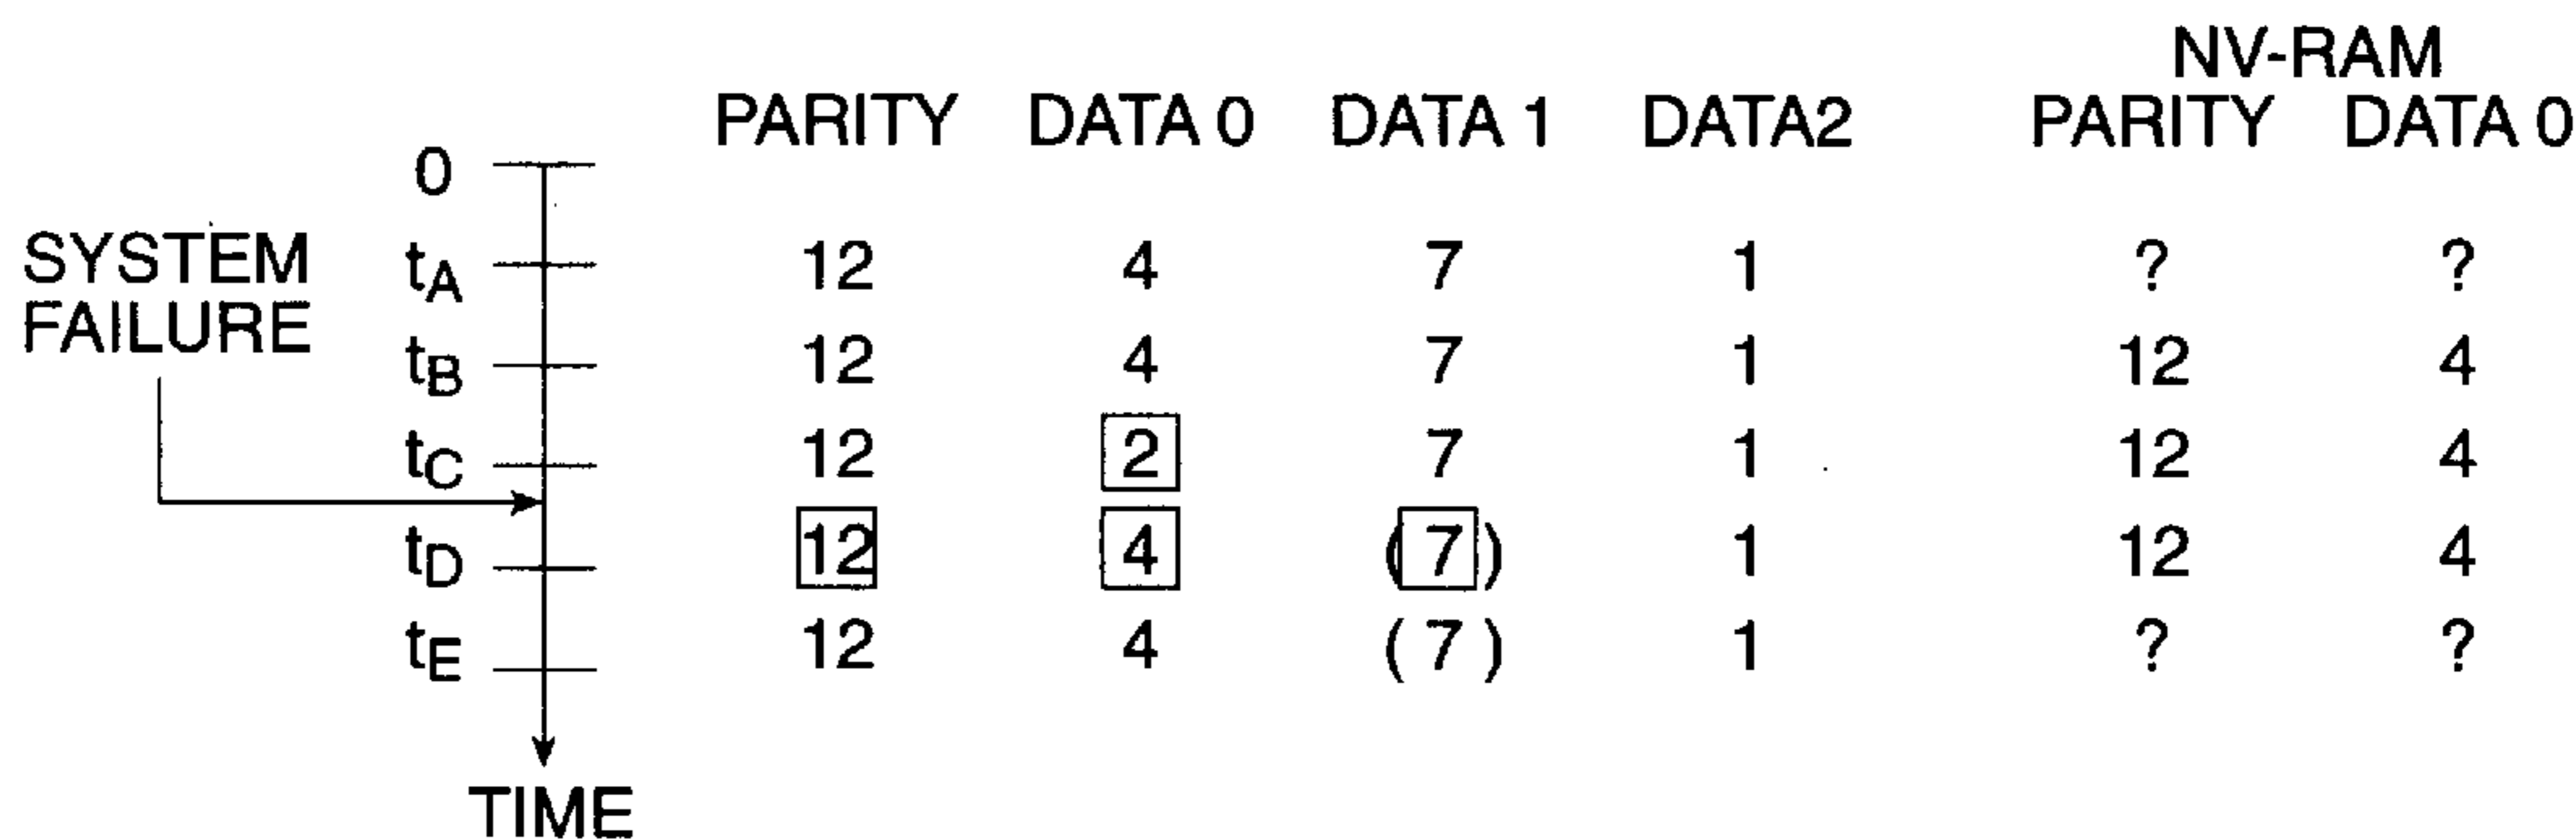 NV-RAM
PARITY DATA 0 DATA 1 DATA2 PARITY DATA 0
0
SYSTEM
FAILURE
tA 12 4 7 1 ? ?
tB 12 4 7 1 12 4
tC 12 2 7 1 12 4
tD 12 4 (7) 1 12 4
tE 12 4 (7) 1 ? ?
TIME